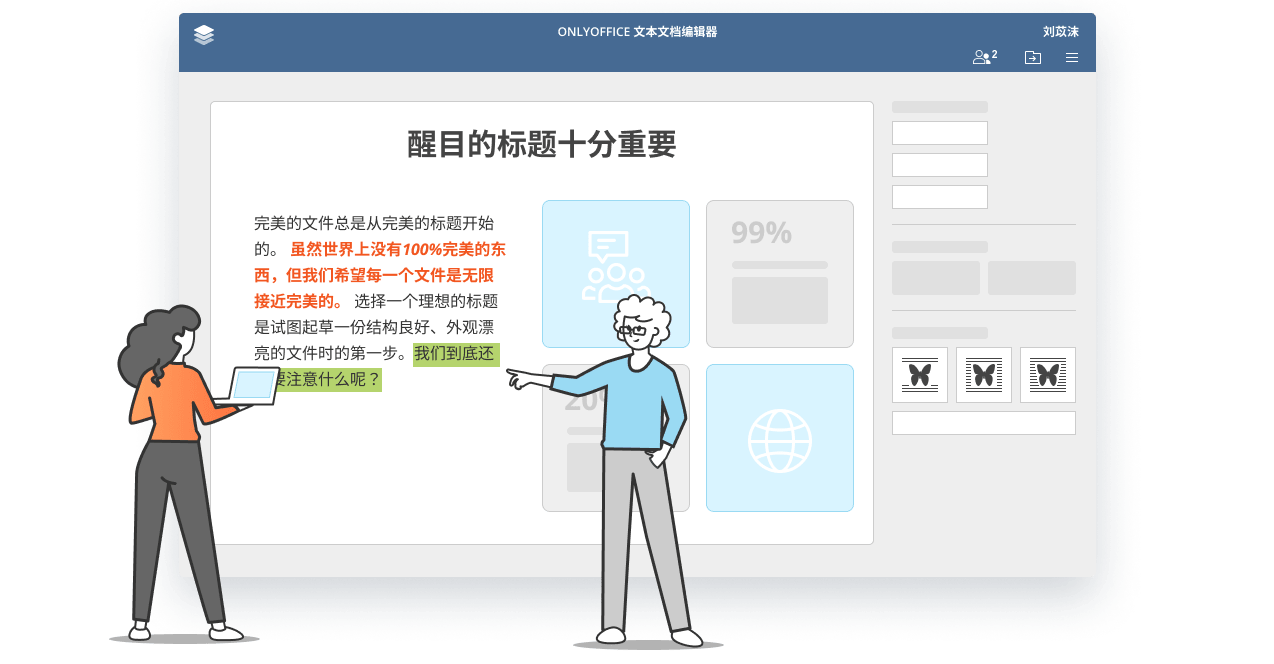 ONLYOFFICE 文本文档编辑器
刘苡沫
2
醒目的标题十分重要
完美的文件总是从完美的标题开始
的。 虽然世界上没有100%完美的东
西，但我们希望每一个文件是无限
接近完美的。 选择一个理想的标题
是试图起草一份结构良好、外观漂
亮的文件时的第一步。我们到底还
要注意什么呢？
99%
20%